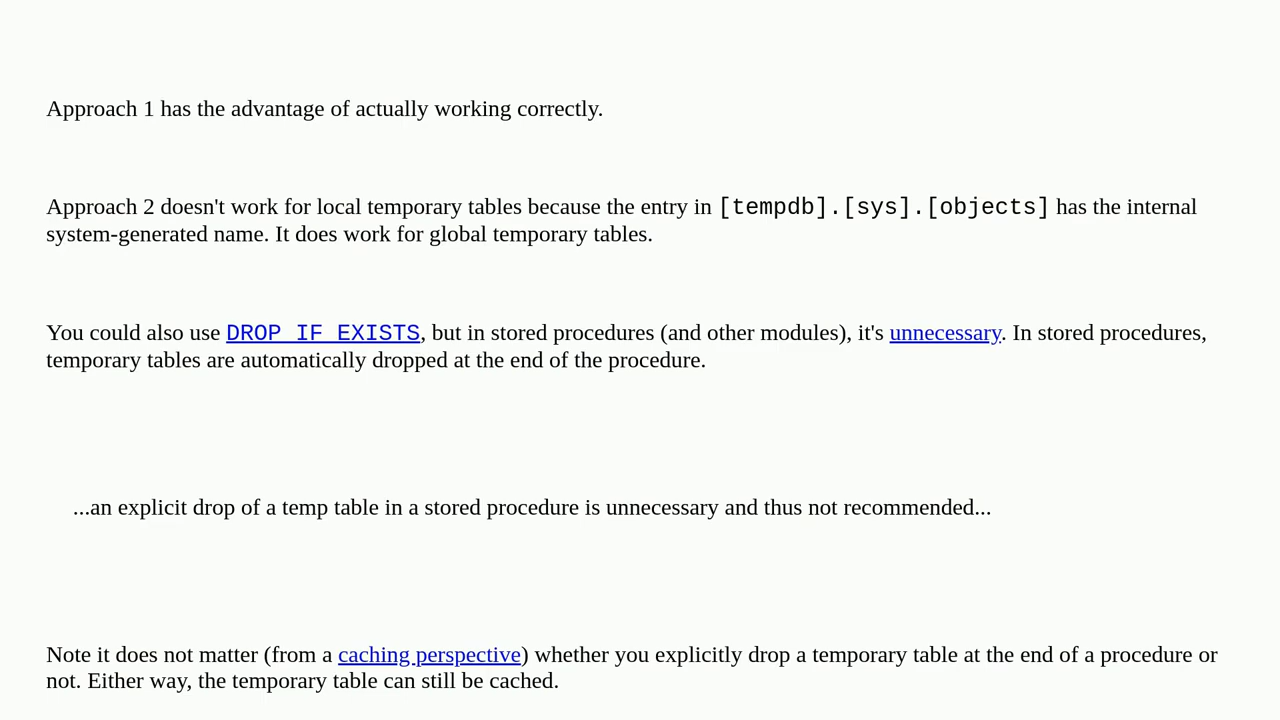 Approach 1 has the advantage of actually working correctly.
Approach 2 doesn't work for local temporary tables because the entry in [tempdb].[sys].[objects] has the internal
system-generated name. It does work for global temporary tables.
You could also use DROP IF EXISTS, but in stored procedures (and other modules), it's unnecessary. In stored procedures,
temporary tables are automatically dropped at the end of the procedure.
...an explicit drop of a temp table in a stored procedure is unnecessary and thus not recommended...
Note it does not matter (from a caching perspective) whether you explicitly drop a temporary table at the end of a procedure or
not. Either way, the temporary table can still be cached.